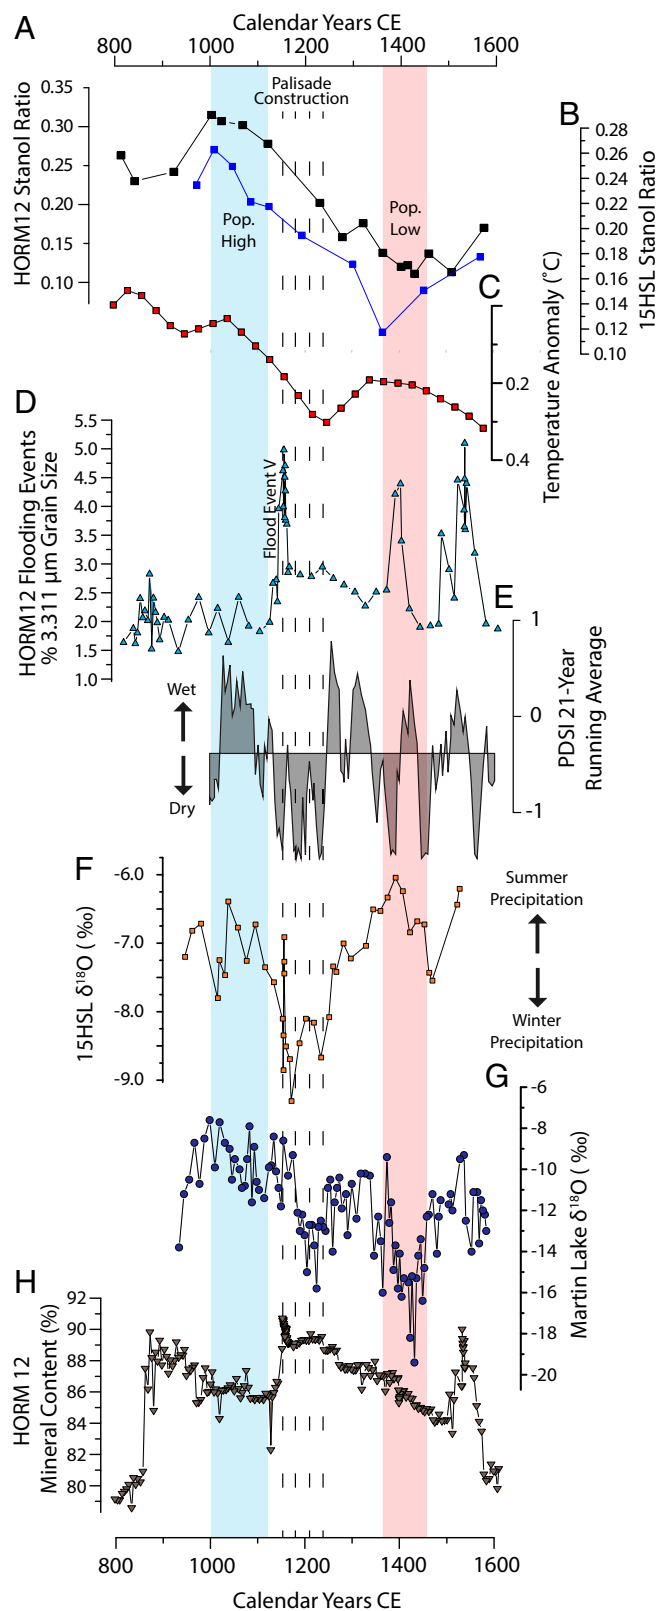 A
Calendar Years CE
800
1000
1200
1400
1600
HORM12 Stanol Ratio
0.35
0.30
0.25
0.20
0.15
0.10
Palisade
Construction
Pop.
High
Pop.
Low
B
15HSL Stanol Ratio
0.28
0.26
0.24
0.22
0.20
0.18
0.16
0.14
0.12
0.10
C
Temperature Anomaly (˚C)
0.2
0.4
D
HORM12 Flooding Events
% 3.311 µm Grain Size
5.5
5.0
4.5
4.0
3.5
3.0
2.5
2.0
1.5
1.0
Flood Event V
E
1
0
-1
PDSI 21-Year
Running Average
Wet
Dry
F
15HSL δ18O ( ‰)
-6.0
-7.0
-8.0
-9.0
Summer
Precipitation
Winter
Precipitation
G
Martin Lake δ18O ( ‰)
-6
-8
-10
-12
-14
-16
-18
-20
H
HORM 12
Mineral Content (%)
92
90
88
86
84
82
80
800
1000
1200
1400
1600
Calendar Years CE